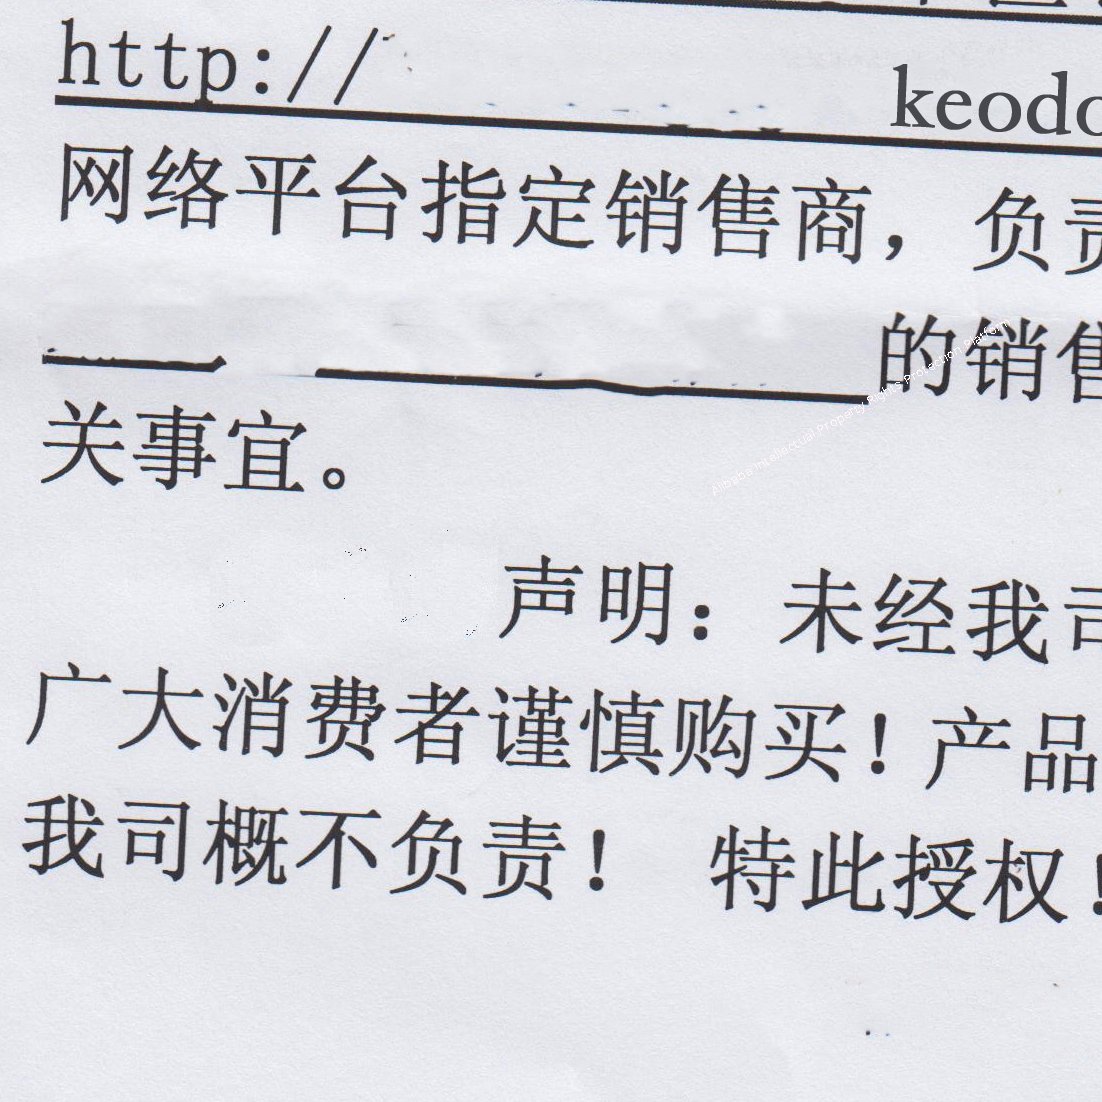 http:// keodo
网络平台指定销售商，负责
的销售
Alibaba Intellectual Property Rights Protection Platform
关事宜。
声明：未经我司
广大消费者谨慎购买！产品
我司概不负责！ 特此授权！